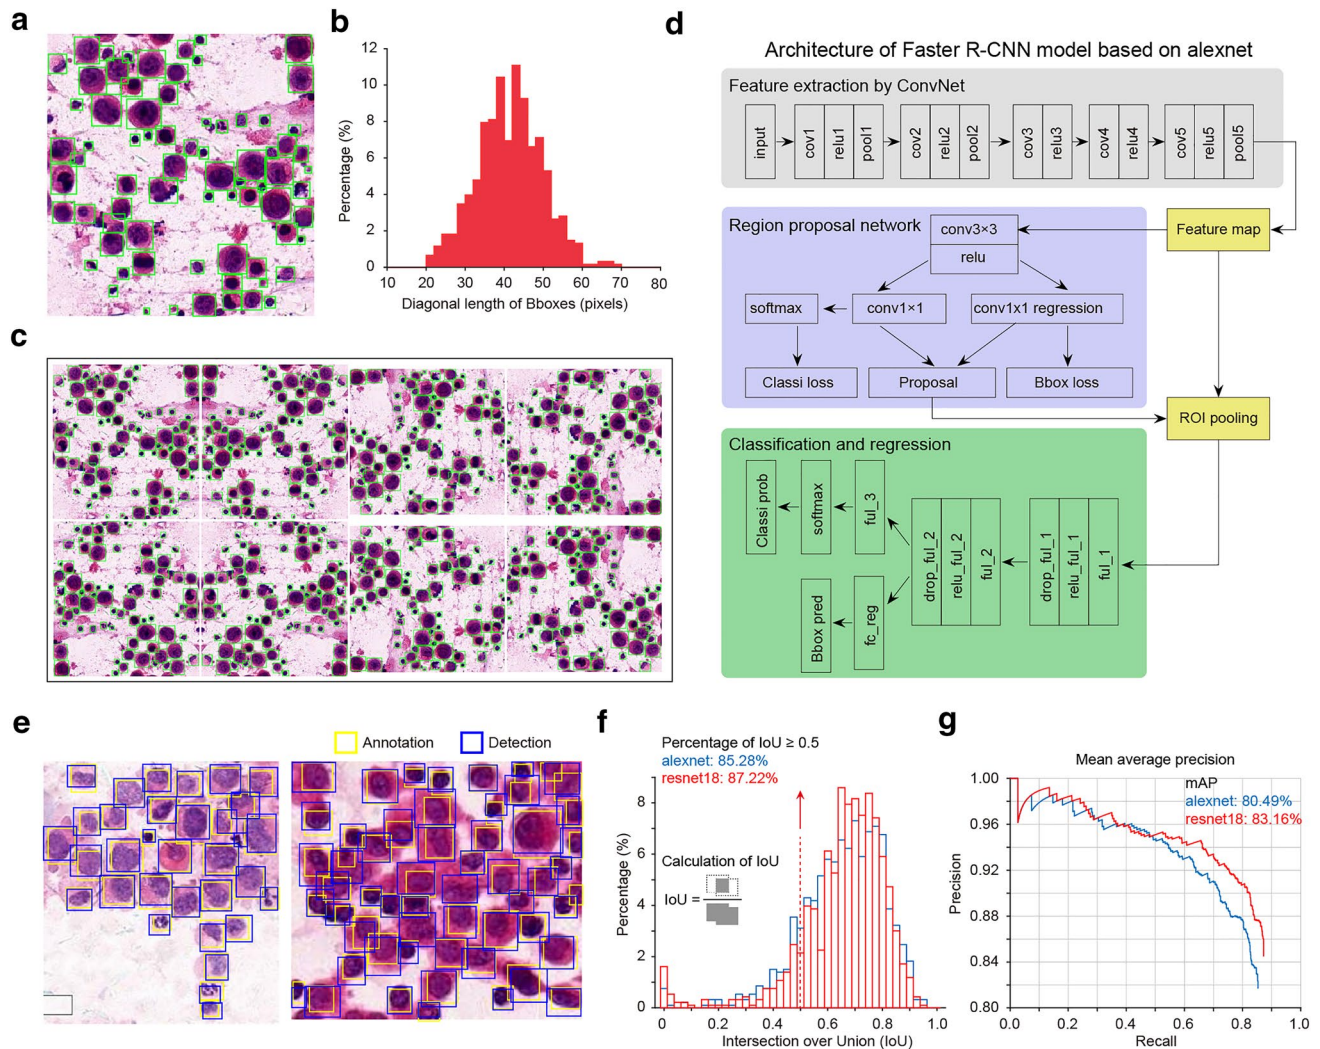 a
b
12
10
8
6
4
2
0
Percentage (%)
10 20 30 40 50 60 70 80
Diagonal length of Bboxes (pixels)
c
d
Architecture of Faster R-CNN model based on alexnet
Feature extraction by ConvNet
input
cov1
relu1
pool1
cov2
relu2
pool2
cov3
relu3
cov4
relu4
cov5
relu5
pool5
Region proposal network
conv3×3
relu
Feature map
softmax
conv1×1
conv1x1 regression
Classi loss
Proposal
Bbox loss
ROI pooling
Classification and regression
Classi prob
softmax
ful_3
drop_ful_2
relu_ful_2
ful_2
drop_ful_1
relu_ful_1
ful_1
Bbox pred
fc_reg
e
Annotation
Detection
f
Percentage of IoU ≥ 0.5
alexnet: 85.28%
resnet18: 87.22%
8
6
4
2
0
Percentage (%)
Calculation of IoU
IoU =
0 0.2 0.4 0.6 0.8 1.0
Intersection over Union (IoU)
g
Mean average precision
mAP
alexnet: 80.49%
resnet18: 83.16%
1.00
0.96
0.92
0.88
0.84
0.80
Precision
0.0 0.2 0.4 0.6 0.8 1.0
Recall